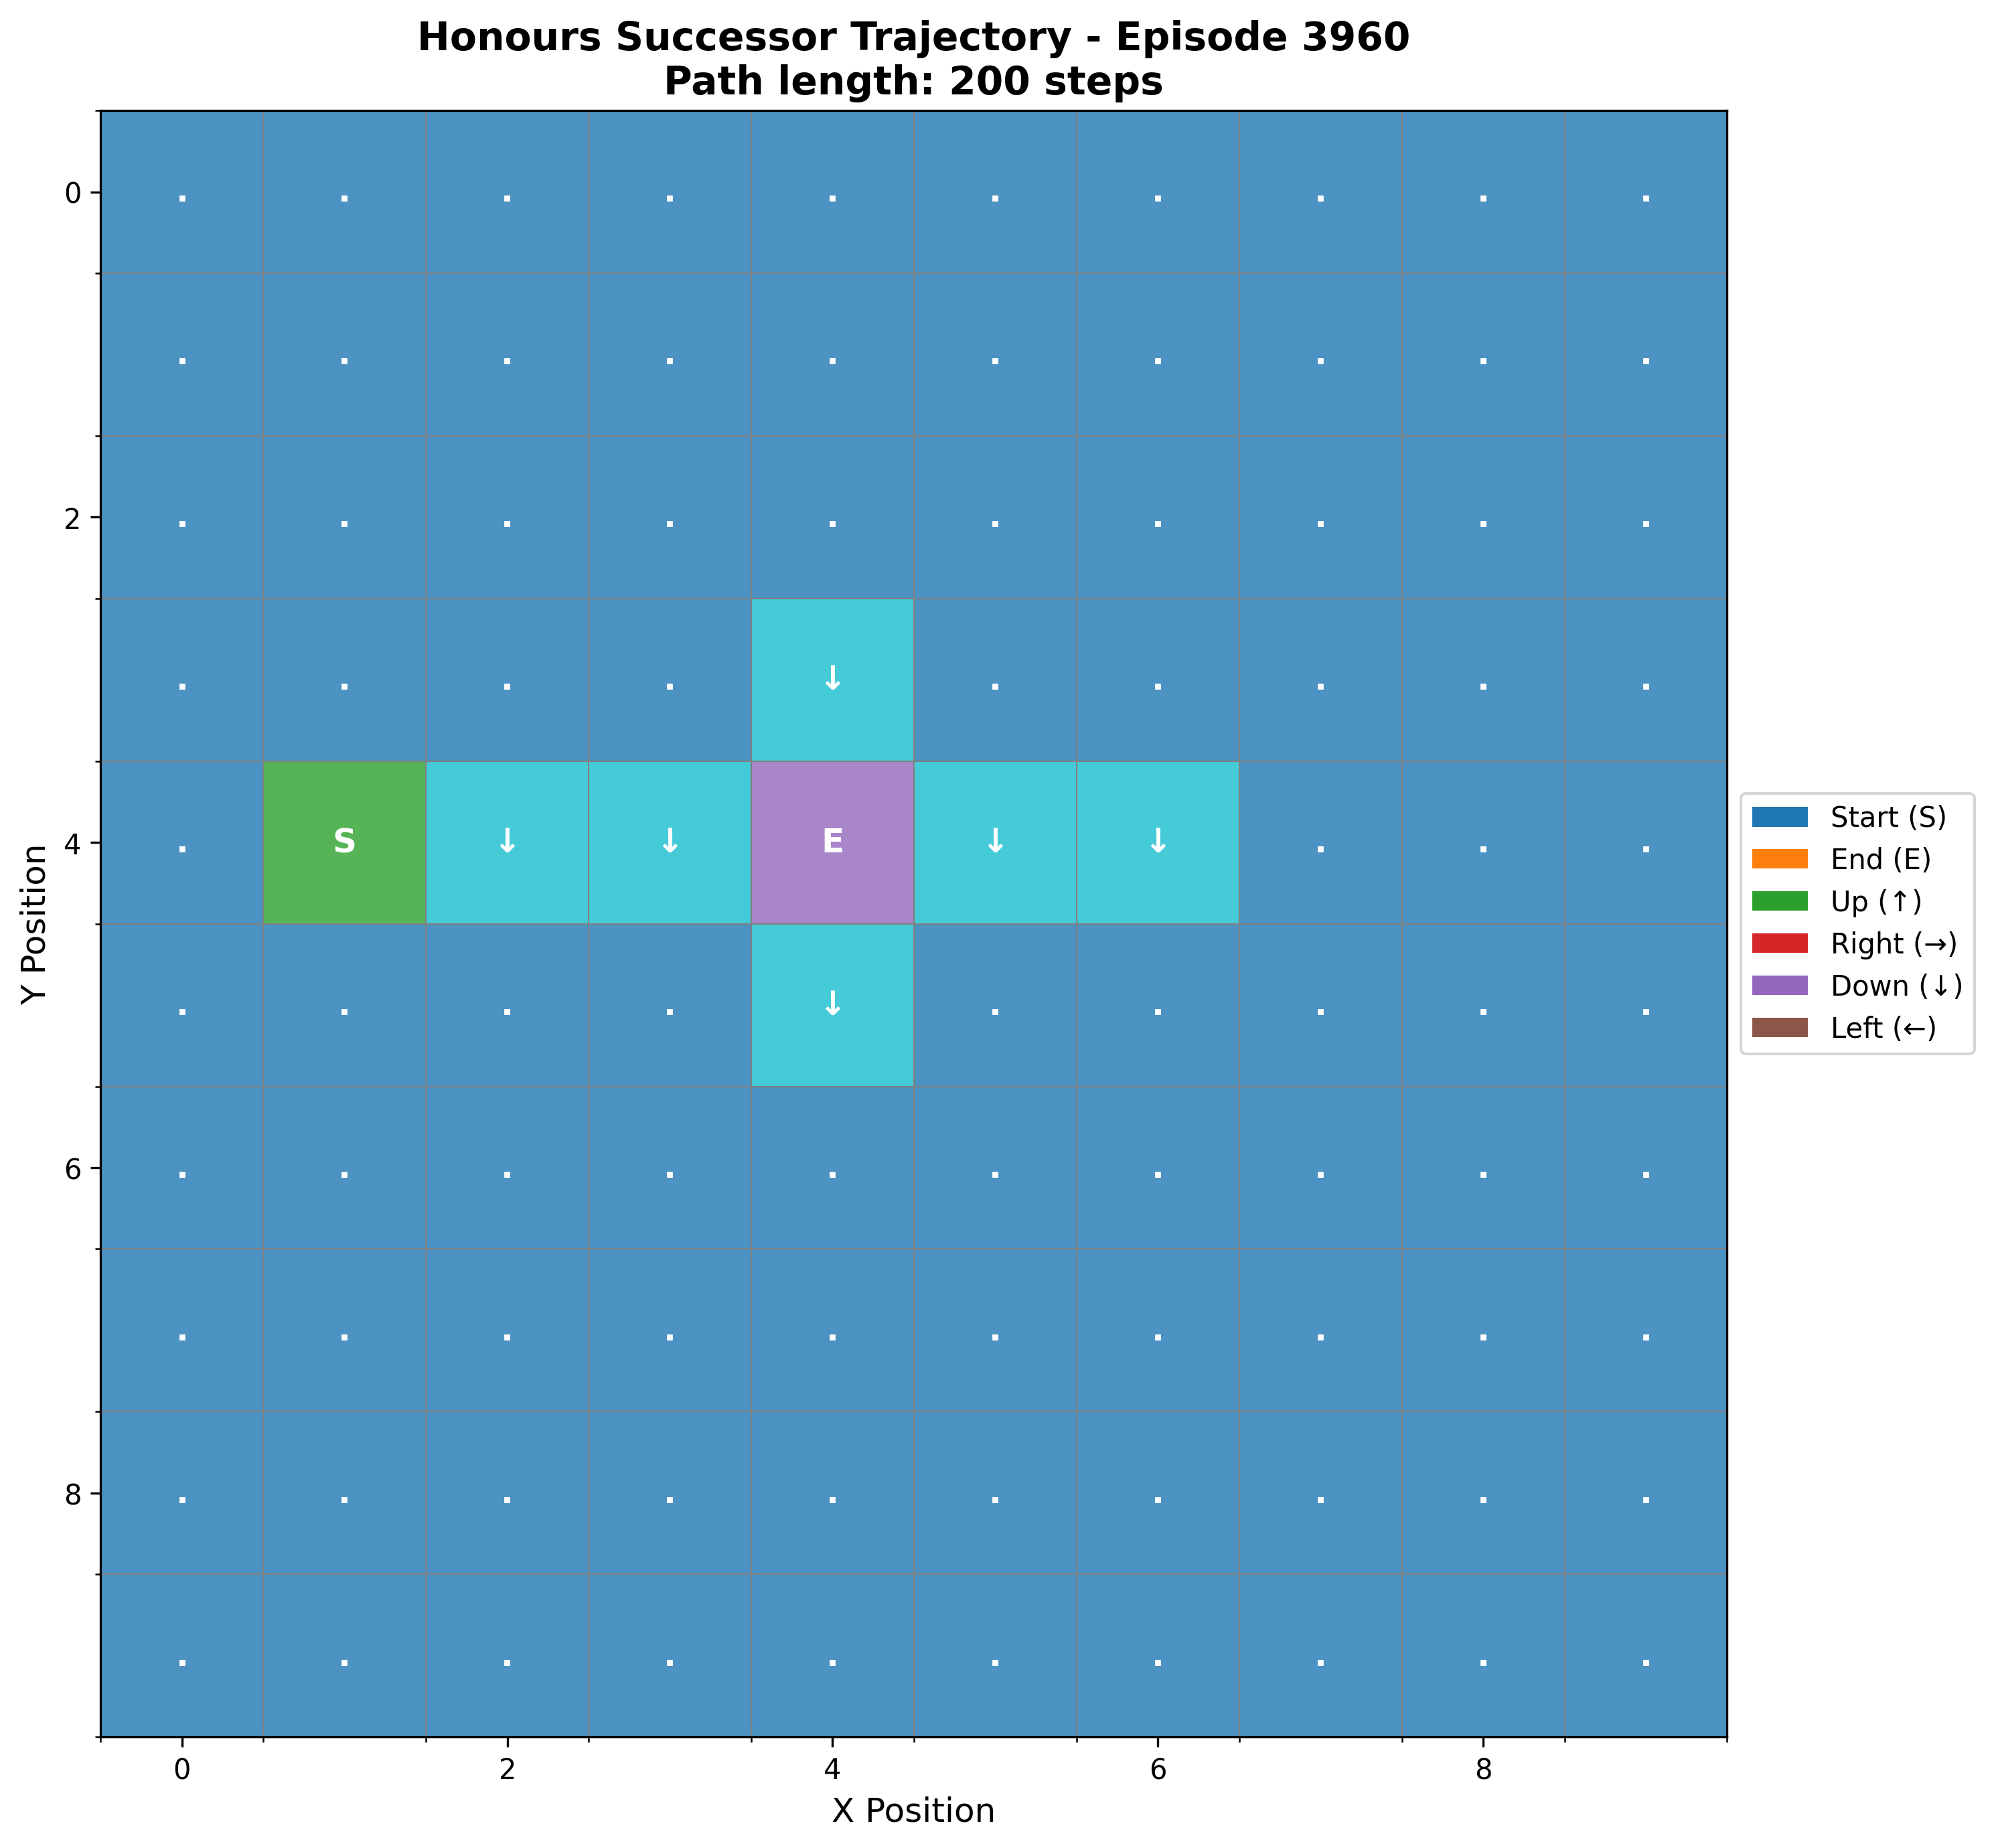 Honours Successor Trajectory - Episode 3960
Path length: 200 steps
0
2
↓
4
S ↓ ↓ E ↓ ↓
↓
6
8
0 2 4 6 8
X Position
Y Position
Start (S)
End (E)
Up (↑)
Right (→)
Down (↓)
Left (←)